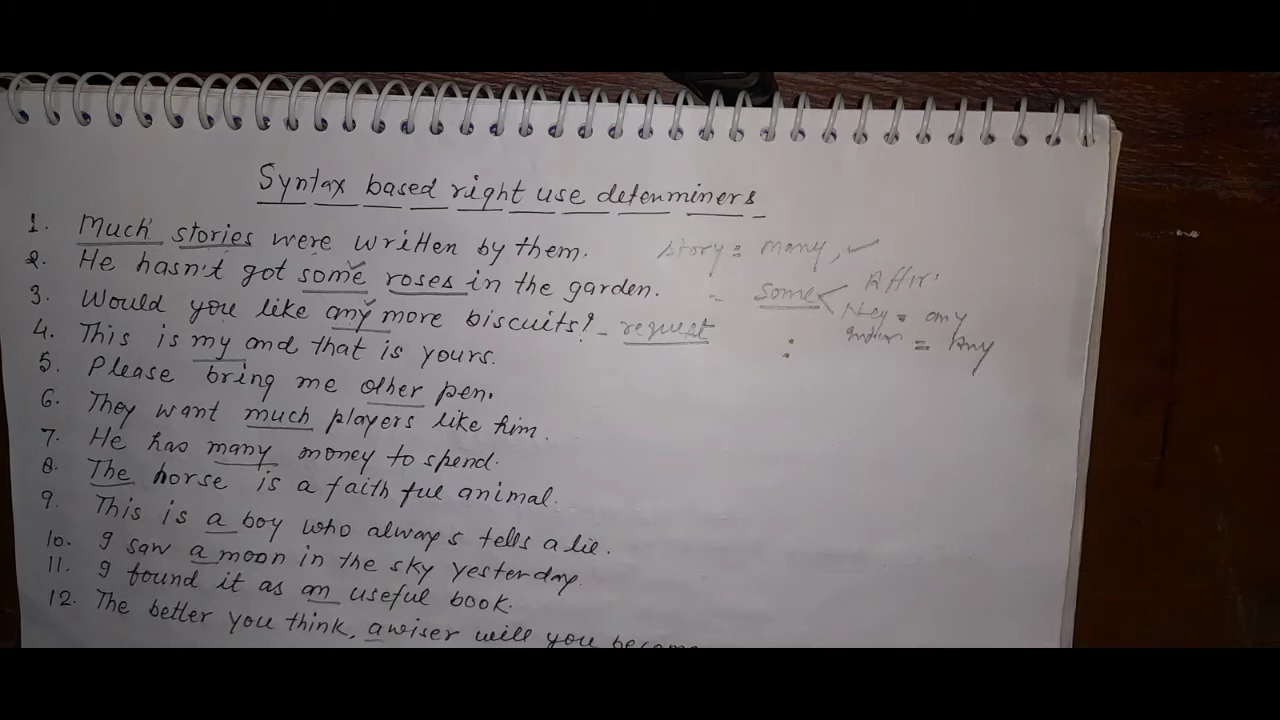 Syntax based right use determiners
1. Much stories were written by them. story = many,
2. He hasn't got some roses in the garden. - some Affir.
3. Would you like any more biscuits? - request Neg = any
4. This is my and that is yours. : = Any
5. Please bring me other pen.
6. They want much players like him.
7. He has many money to spend.
8. The horse is a faithful animal.
9. This is a boy who always tells a lie.
10. I saw a moon in the sky yesterday.
11. I found it as an useful book.
12. The better you think, a wiser will you become